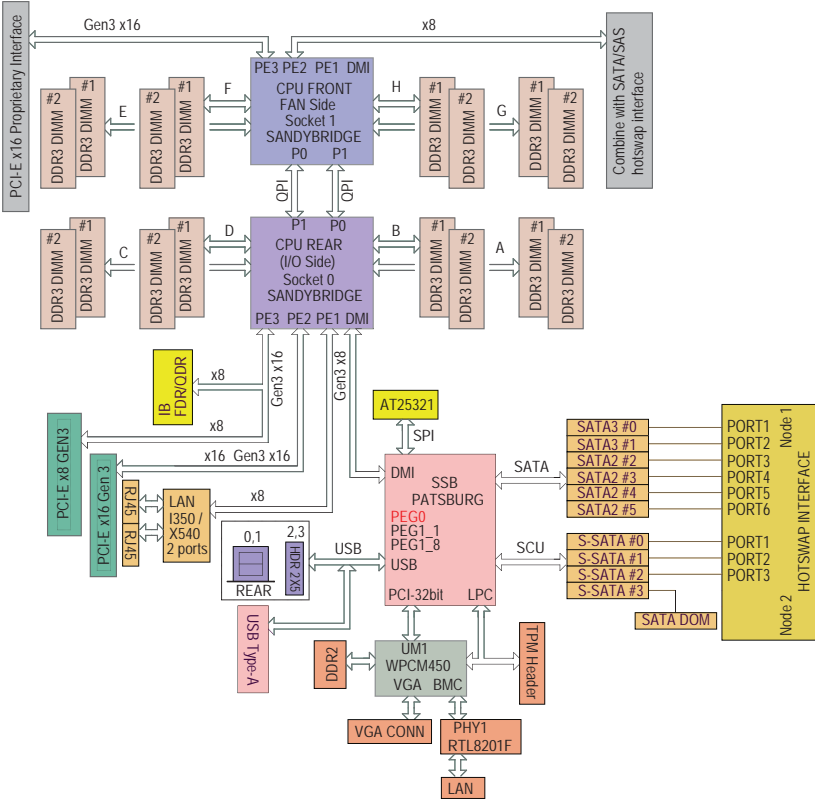 Gen3 x16
x8
PCI-E x16 Proprietary Interface
Combine with SATA/SAS
hotswap interface
PE3 PE2 PE1 DMI
CPU FRONT
FAN Side
Socket 1
SANDYBRIDGE
P0 P1
#2
DDR3 DIMM
#1
DDR3 DIMM
E
#2
DDR3 DIMM
#1
DDR3 DIMM
F
H
#1
DDR3 DIMM
#2
DDR3 DIMM
G
#1
DDR3 DIMM
#2
DDR3 DIMM
QPI
QPI
P1 P0
CPU REAR
(I/O Side)
Socket 0
SANDYBRIDGE
PE3 PE2 PE1 DMI
#2
DDR3 DIMM
#1
DDR3 DIMM
C
#2
DDR3 DIMM
#1
DDR3 DIMM
D
B
#1
DDR3 DIMM
#2
DDR3 DIMM
A
#1
DDR3 DIMM
#2
DDR3 DIMM
IB
FDR/QDR
x8
Gen3 x16
Gen3 x8
x8
PCI-E x8 GEN3
x16 Gen3 x16
PCI-E x16 Gen 3
RJ45
RJ45
LAN
I350 /
X540
2 ports
x8
AT25321
SPI
DMI
SSB
PATSBURG
PEG0
PEG1_1
PEG1_8
USB
PCI-32bit LPC
SATA
SCU
SATA3 #0
SATA3 #1
SATA2 #2
SATA2 #3
SATA2 #4
SATA2 #5
S-SATA #0
S-SATA #1
S-SATA #2
S-SATA #3
SATA DOM
PORT1
PORT2
PORT3
PORT4
PORT5
PORT6
PORT1
PORT2
PORT3
Node 1
Node 2
HOTSWAP INTERFACE
0,1
REAR
2,3
HDR 2X5
USB
USB Type-A
DDR2
UM1
WPCM450
VGA BMC
TPM Header
VGA CONN
PHY1
RTL8201F
LAN